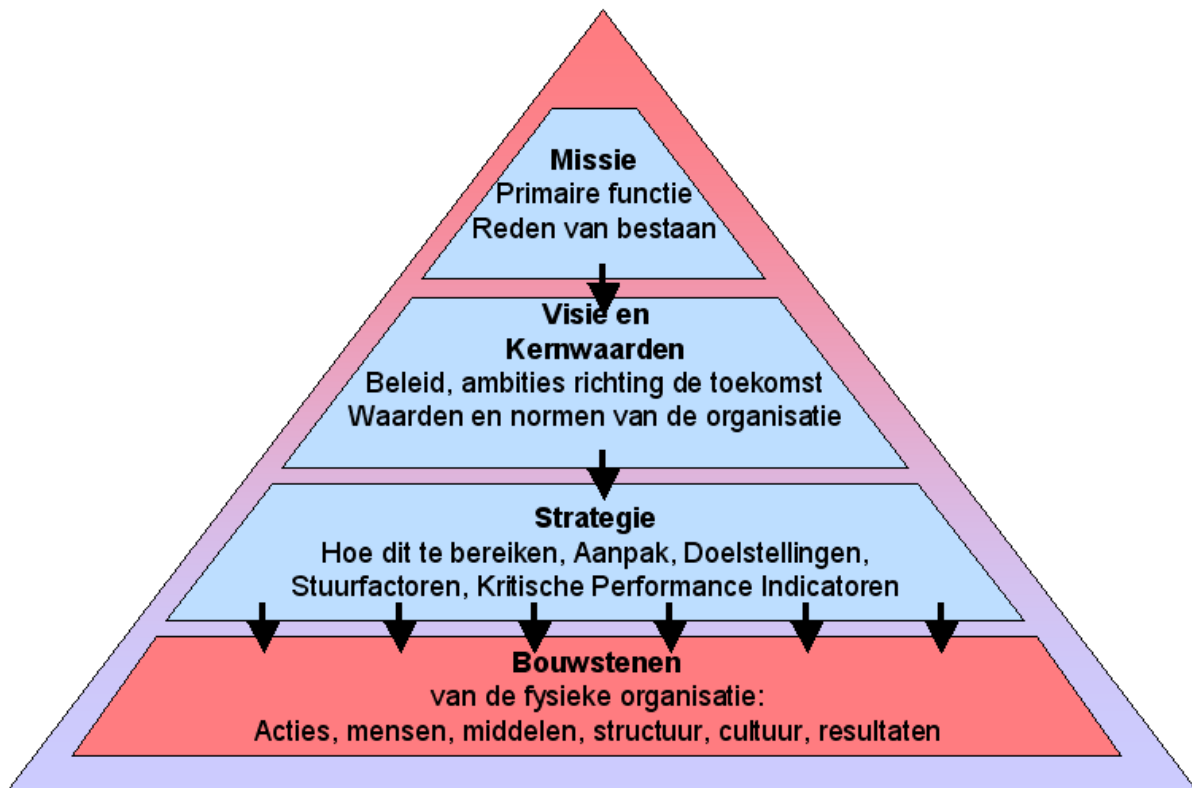 Missie
Primaire functie
Reden van bestaan
Visie en
Kernwaarden
Beleid, ambities richting de toekomst
Waarden en normen van de organisatie
Strategie
Hoe dit te bereiken, Aanpak, Doelstellingen,
Stuurfactoren, Kritische Performance Indicatoren
Bouwstenen
van de fysieke organisatie:
Acties, mensen, middelen, structuur, cultuur, resultaten